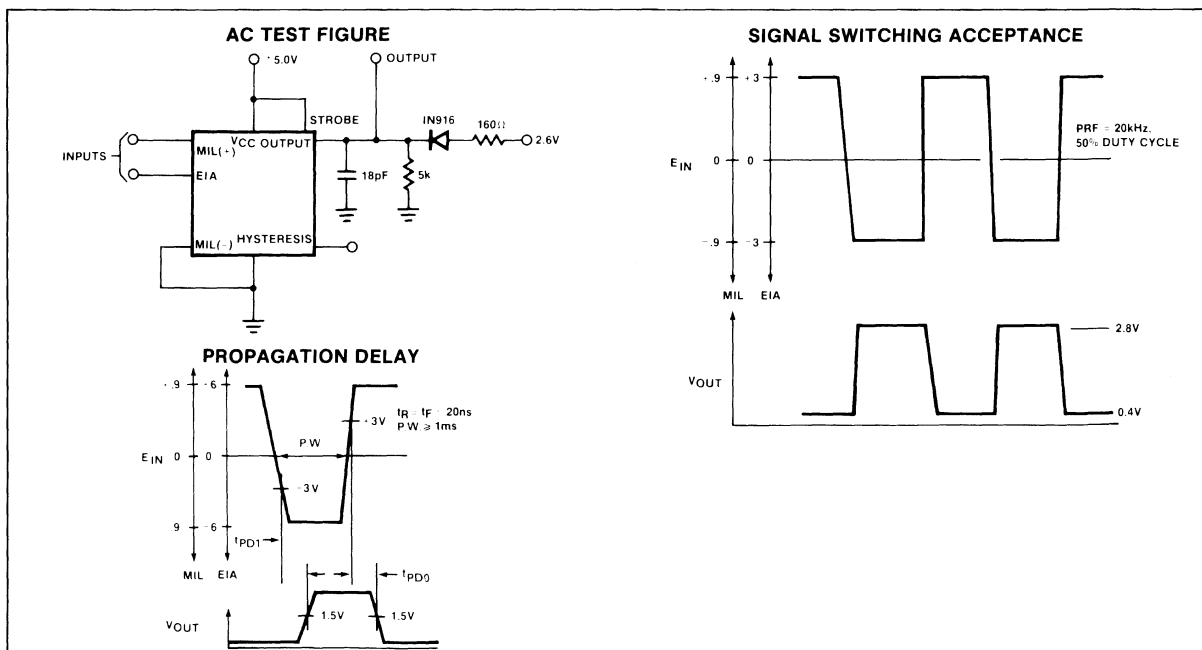 AC TEST FIGURE
+5.0V
OUTPUT
STROBE
IN916
160Ω
2.6V
VCC OUTPUT
MIL(+)
INPUTS
EIA
18pF
5k
HYSTERESIS
MIL(-)
PROPAGATION DELAY
+.9 -6
+3V
tR = tF - 20ns
P W. ≥ 1ms
P W
EIN 0 0
-3V
9 -6
tPD1
MIL EIA
tPD0
1.5V
1.5V
VOUT
SIGNAL SWITCHING ACCEPTANCE
+.9 +3
PRF = 20kHz,
50% DUTY CYCLE
EIN 0 0
-.9 -3
MIL EIA
2.8V
VOUT
0.4V